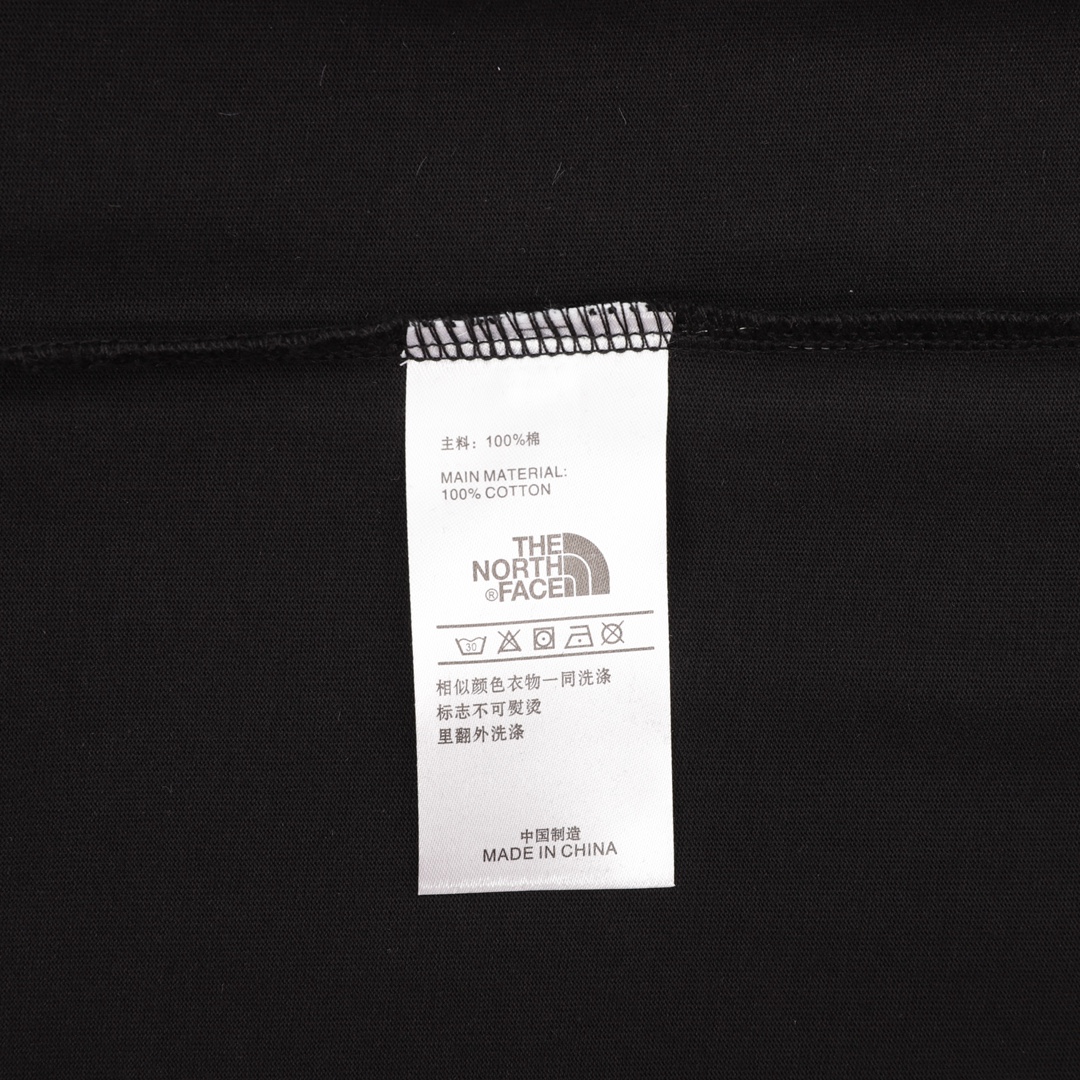 主料：100%棉
MAIN MATERIAL:
100% COTTON
THE
NORTH
®FACE
30
相似颜色衣物一同洗涤
标志不可熨烫
里翻外洗涤
中国制造
MADE IN CHINA